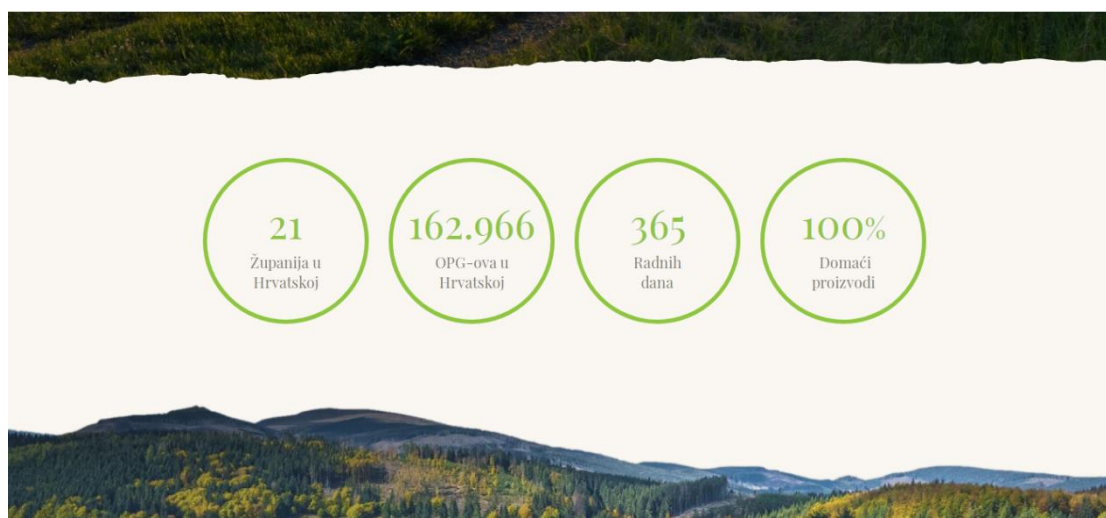 21
Županija u
Hrvatskoj
162.966
OPG-ova u
Hrvatskoj
365
Radnih
dana
100%
Domaći
proizvodi